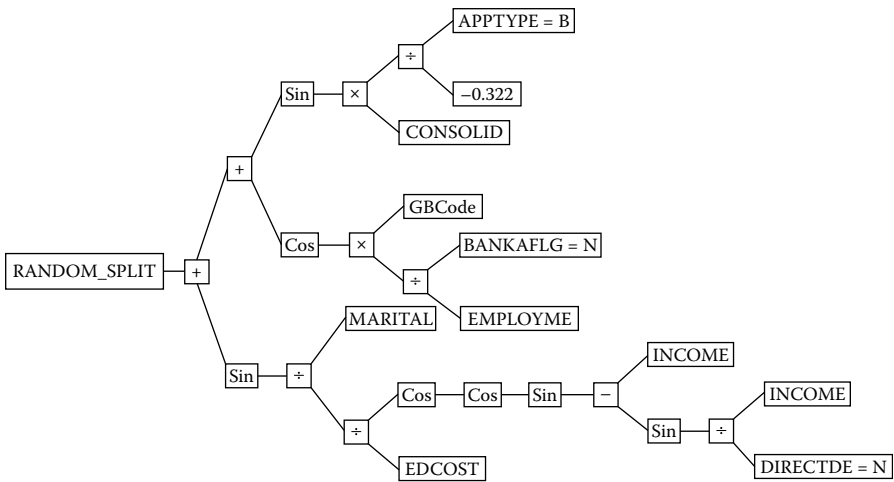 APPTYPE = B
÷
Sin
×
−0.322
CONSOLID
+
GBCode
Cos
×
BANKAFLG = N
RANDOM_SPLIT
+
÷
MARITAL
EMPLOYME
INCOME
Sin
÷
Cos
Cos
Sin
−
INCOME
÷
Sin
÷
EDCOST
DIRECTDE = N